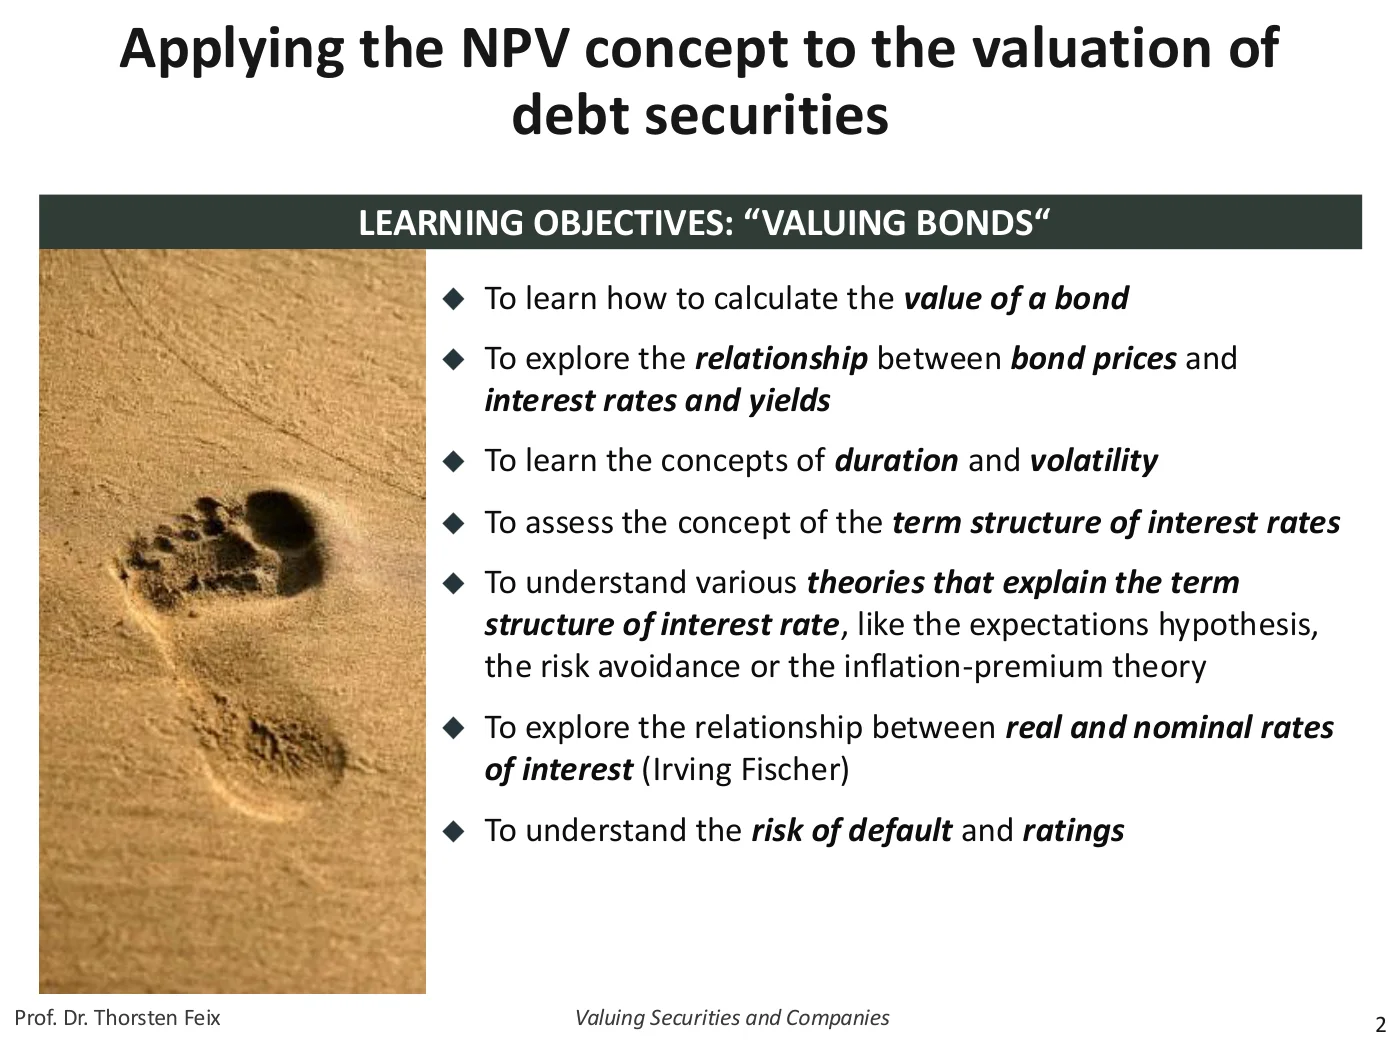 Applying the NPV concept to the valuation of
debt securities
LEARNING OBJECTIVES: “VALUING BONDS“
◆ To learn how to calculate the value of a bond
◆ To explore the relationship between bond prices and
interest rates and yields
◆ To learn the concepts of duration and volatility
◆ To assess the concept of the term structure of interest rates
◆ To understand various theories that explain the term
structure of interest rate, like the expectations hypothesis,
the risk avoidance or the inflation-premium theory
◆ To explore the relationship between real and nominal rates
of interest (Irving Fischer)
◆ To understand the risk of default and ratings
Prof. Dr. Thorsten Feix
Valuing Securities and Companies
2